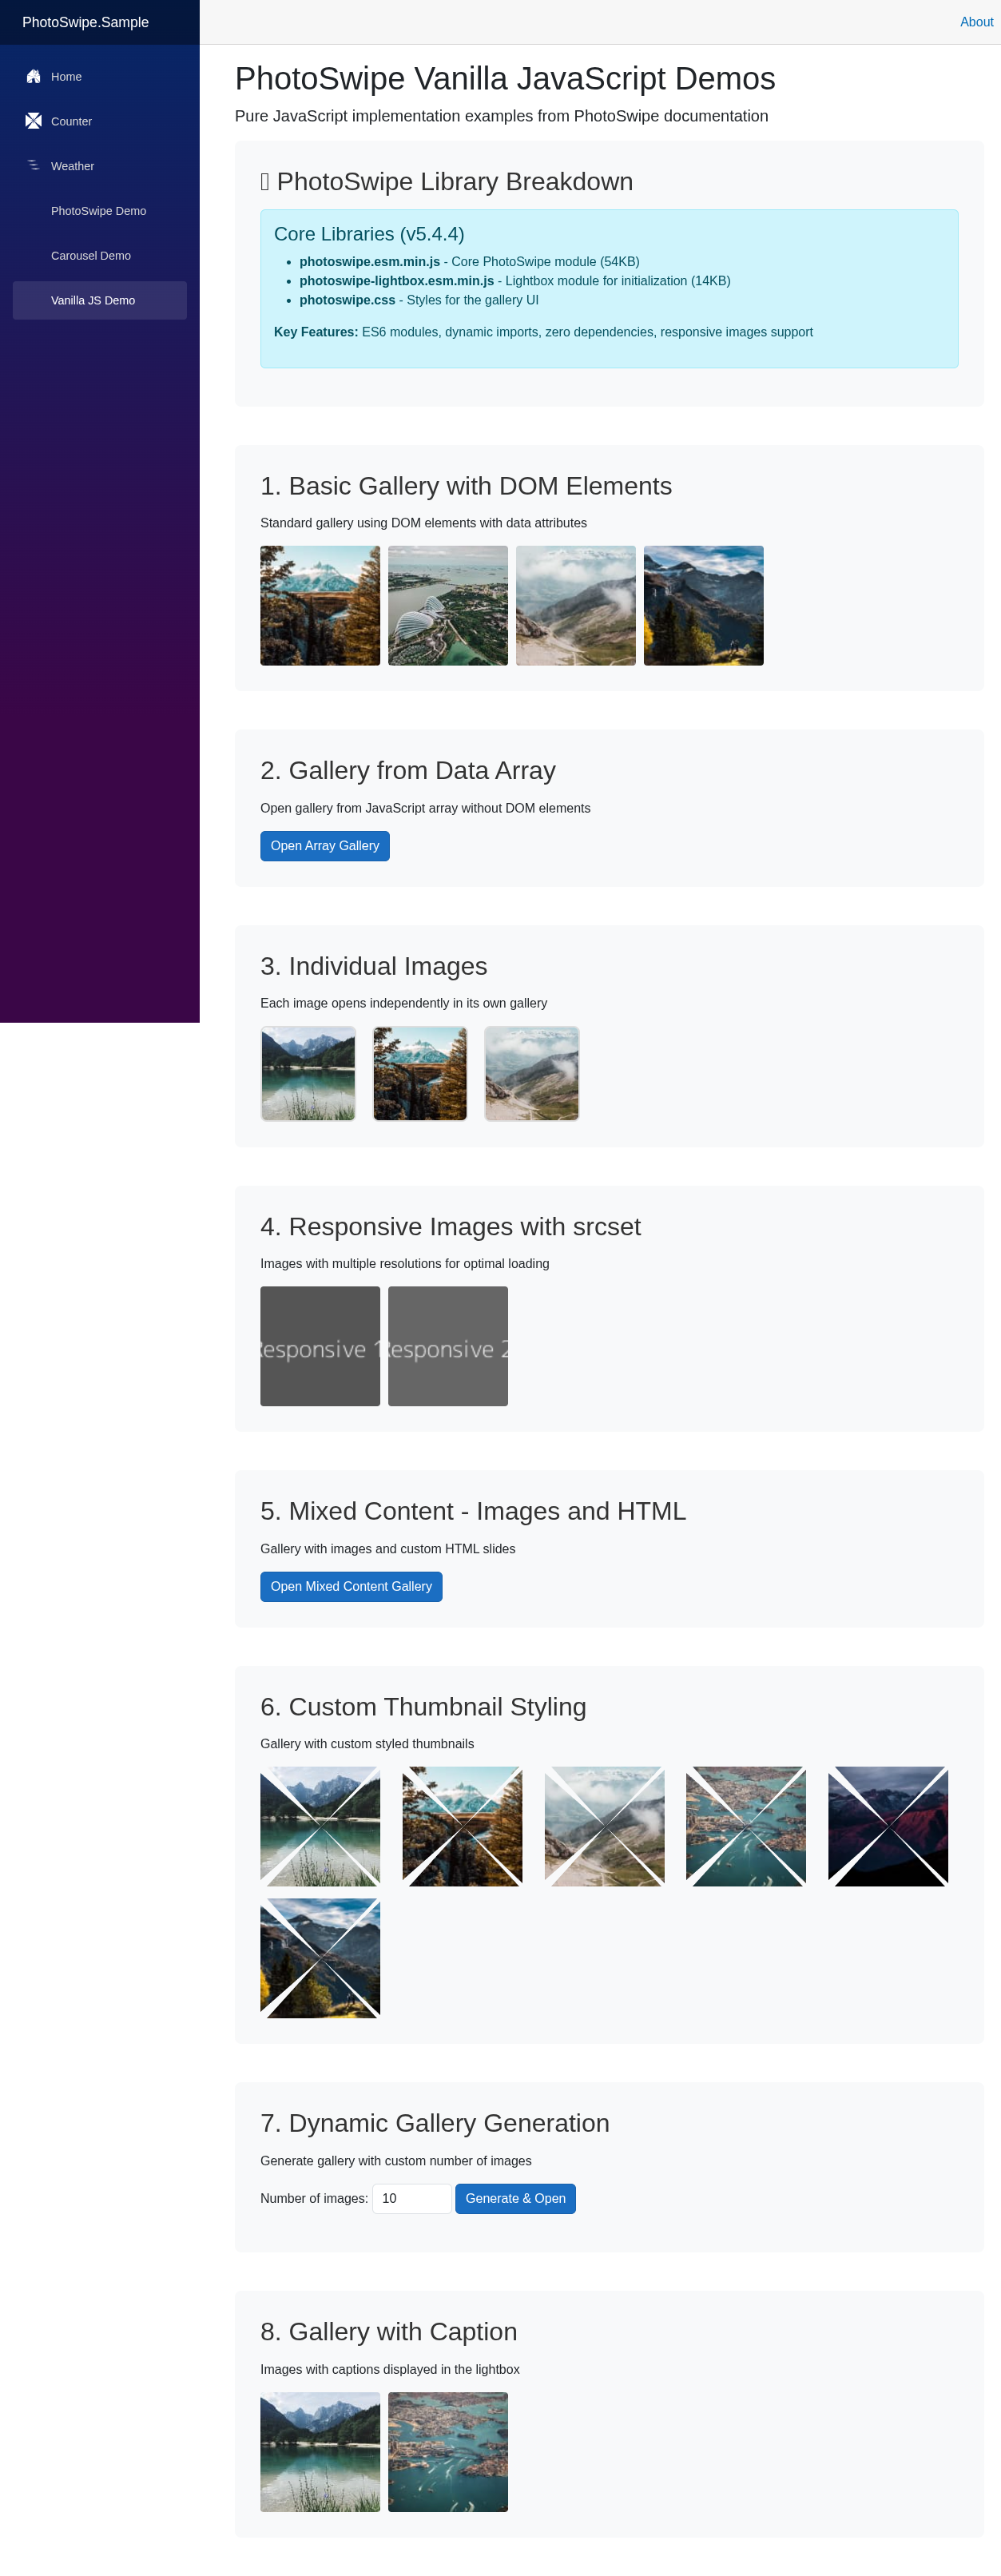 PhotoSwipe.Sample
About
Home
Counter
Weather
PhotoSwipe Demo
Carousel Demo
Vanilla JS Demo
PhotoSwipe Vanilla JavaScript Demos
Pure JavaScript implementation examples from PhotoSwipe documentation
PhotoSwipe Library Breakdown
Core Libraries (v5.4.4)
• photoswipe.esm.min.js - Core PhotoSwipe module (54KB)
• photoswipe-lightbox.esm.min.js - Lightbox module for initialization (14KB)
• photoswipe.css - Styles for the gallery UI
Key Features: ES6 modules, dynamic imports, zero dependencies, responsive images support
1. Basic Gallery with DOM Elements
Standard gallery using DOM elements with data attributes
2. Gallery from Data Array
Open gallery from JavaScript array without DOM elements
Open Array Gallery
3. Individual Images
Each image opens independently in its own gallery
4. Responsive Images with srcset
Images with multiple resolutions for optimal loading
Responsive 1
Responsive 2
5. Mixed Content - Images and HTML
Gallery with images and custom HTML slides
Open Mixed Content Gallery
6. Custom Thumbnail Styling
Gallery with custom styled thumbnails
7. Dynamic Gallery Generation
Generate gallery with custom number of images
Number of images: 10 Generate & Open
8. Gallery with Caption
Images with captions displayed in the lightbox